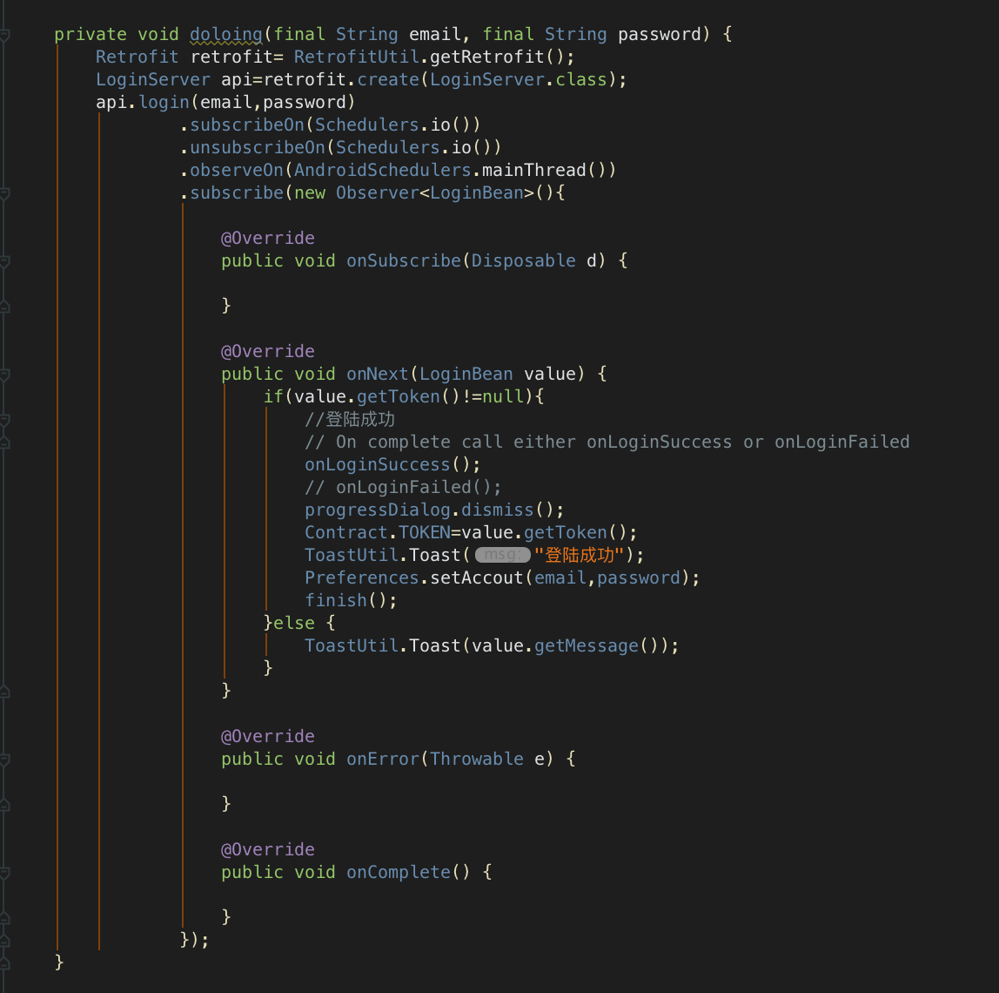 private void doloing(final String email, final String password) {
Retrofit retrofit= RetrofitUtil.getRetrofit();
LoginServer api=retrofit.create(LoginServer.class);
api.login(email,password)
.subscribeOn(Schedulers.io())
.unsubscribeOn(Schedulers.io())
.observeOn(AndroidSchedulers.mainThread())
.subscribe(new Observer<LoginBean>(){
@Override
public void onSubscribe(Disposable d) {
}
@Override
public void onNext(LoginBean value) {
if(value.getToken()!=null){
//登陆成功
// On complete call either onLoginSuccess or onLoginFailed
onLoginSuccess();
// onLoginFailed();
progressDialog.dismiss();
Contract.TOKEN=value.getToken();
ToastUtil.Toast( msg: "登陆成功");
Preferences.setAccout(email,password);
finish();
}else {
ToastUtil.Toast(value.getMessage());
}
}
@Override
public void onError(Throwable e) {
}
@Override
public void onComplete() {
}
});
}